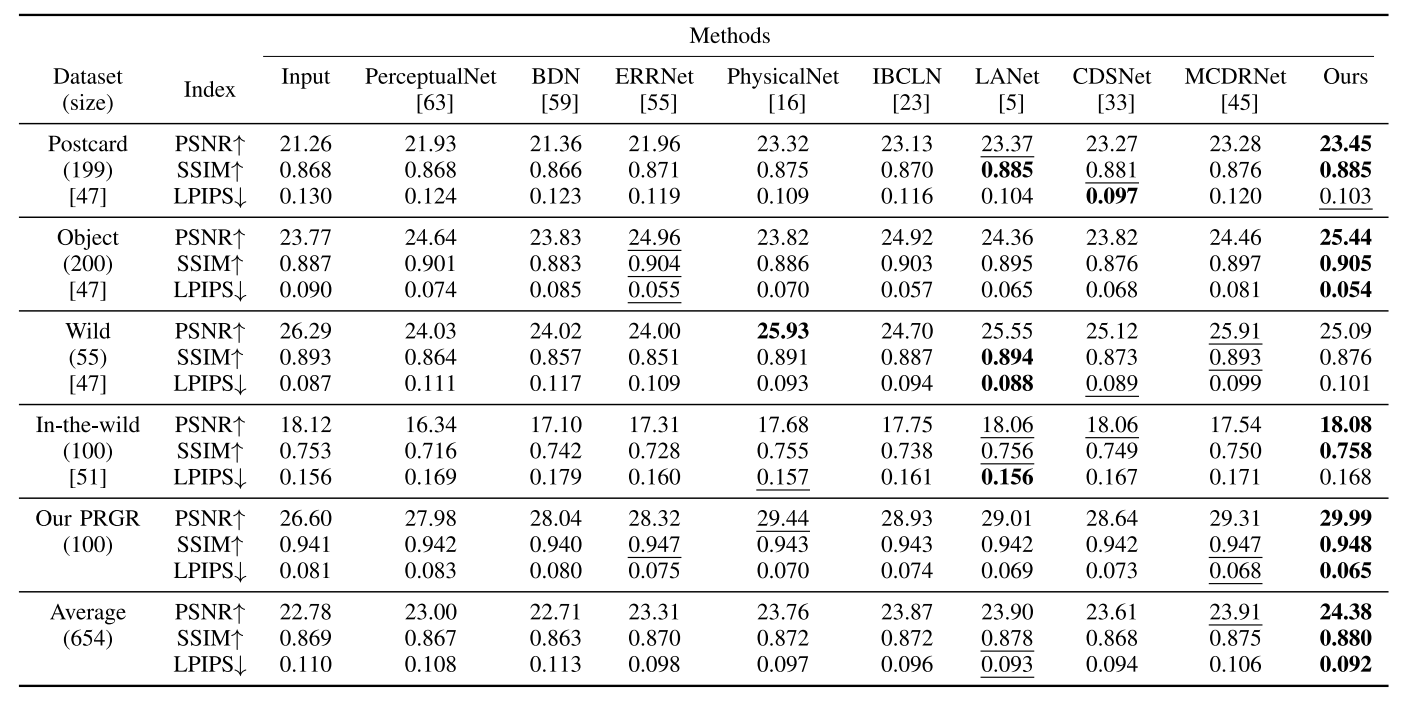 Methods
Dataset Index Input PerceptualNet BDN ERRNet PhysicalNet IBCLN LANet CDSNet MCDRNet Ours
(size) [63] [59] [55] [16] [23] [5] [33] [45]
Postcard PSNR↑ 21.26 21.93 21.36 21.96 23.32 23.13 23.37 23.27 23.28 23.45
(199) SSIM↑ 0.868 0.868 0.866 0.871 0.875 0.870 0.885 0.881 0.876 0.885
[47] LPIPS↓ 0.130 0.124 0.123 0.119 0.109 0.116 0.104 0.097 0.120 0.103
Object PSNR↑ 23.77 24.64 23.83 24.96 23.82 24.92 24.36 23.82 24.46 25.44
(200) SSIM↑ 0.887 0.901 0.883 0.904 0.886 0.903 0.895 0.876 0.897 0.905
[47] LPIPS↓ 0.090 0.074 0.085 0.055 0.070 0.057 0.065 0.068 0.081 0.054
Wild PSNR↑ 26.29 24.03 24.02 24.00 25.93 24.70 25.55 25.12 25.91 25.09
(55) SSIM↑ 0.893 0.864 0.857 0.851 0.891 0.887 0.894 0.873 0.893 0.876
[47] LPIPS↓ 0.087 0.111 0.117 0.109 0.093 0.094 0.088 0.089 0.099 0.101
In-the-wild PSNR↑ 18.12 16.34 17.10 17.31 17.68 17.75 18.06 18.06 17.54 18.08
(100) SSIM↑ 0.753 0.716 0.742 0.728 0.755 0.738 0.756 0.749 0.750 0.758
[51] LPIPS↓ 0.156 0.169 0.179 0.160 0.157 0.161 0.156 0.167 0.171 0.168
Our PRGR PSNR↑ 26.60 27.98 28.04 28.32 29.44 28.93 29.01 28.64 29.31 29.99
(100) SSIM↑ 0.941 0.942 0.940 0.947 0.943 0.943 0.942 0.942 0.947 0.948
LPIPS↓ 0.081 0.083 0.080 0.075 0.070 0.074 0.069 0.073 0.068 0.065
Average PSNR↑ 22.78 23.00 22.71 23.31 23.76 23.87 23.90 23.61 23.91 24.38
(654) SSIM↑ 0.869 0.867 0.863 0.870 0.872 0.872 0.878 0.868 0.875 0.880
LPIPS↓ 0.110 0.108 0.113 0.098 0.097 0.096 0.093 0.094 0.106 0.092